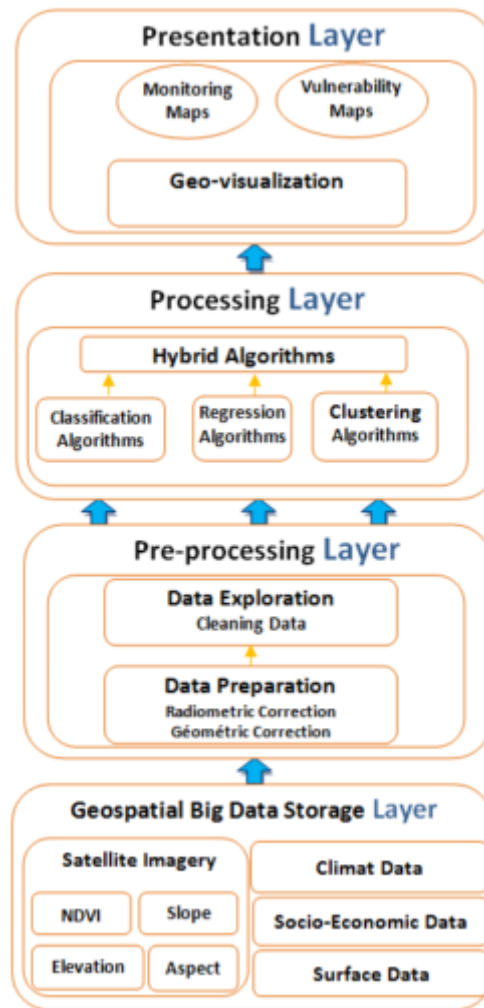 Presentation Layer
Monitoring
Maps
Vulnerability
Maps
Geo-visualization
Processing Layer
Hybrid Algorithms
Classification
Algorithms
Regression
Algorithms
Clustering
Algorithms
Pre-processing Layer
Data Exploration
Cleaning Data
Data Preparation
Radiometric Correction
Géométric Correction
Geospatial Big Data Storage Layer
Satellite Imagery
NDVI
Slope
Elevation
Aspect
Climat Data
Socio-Economic Data
Surface Data